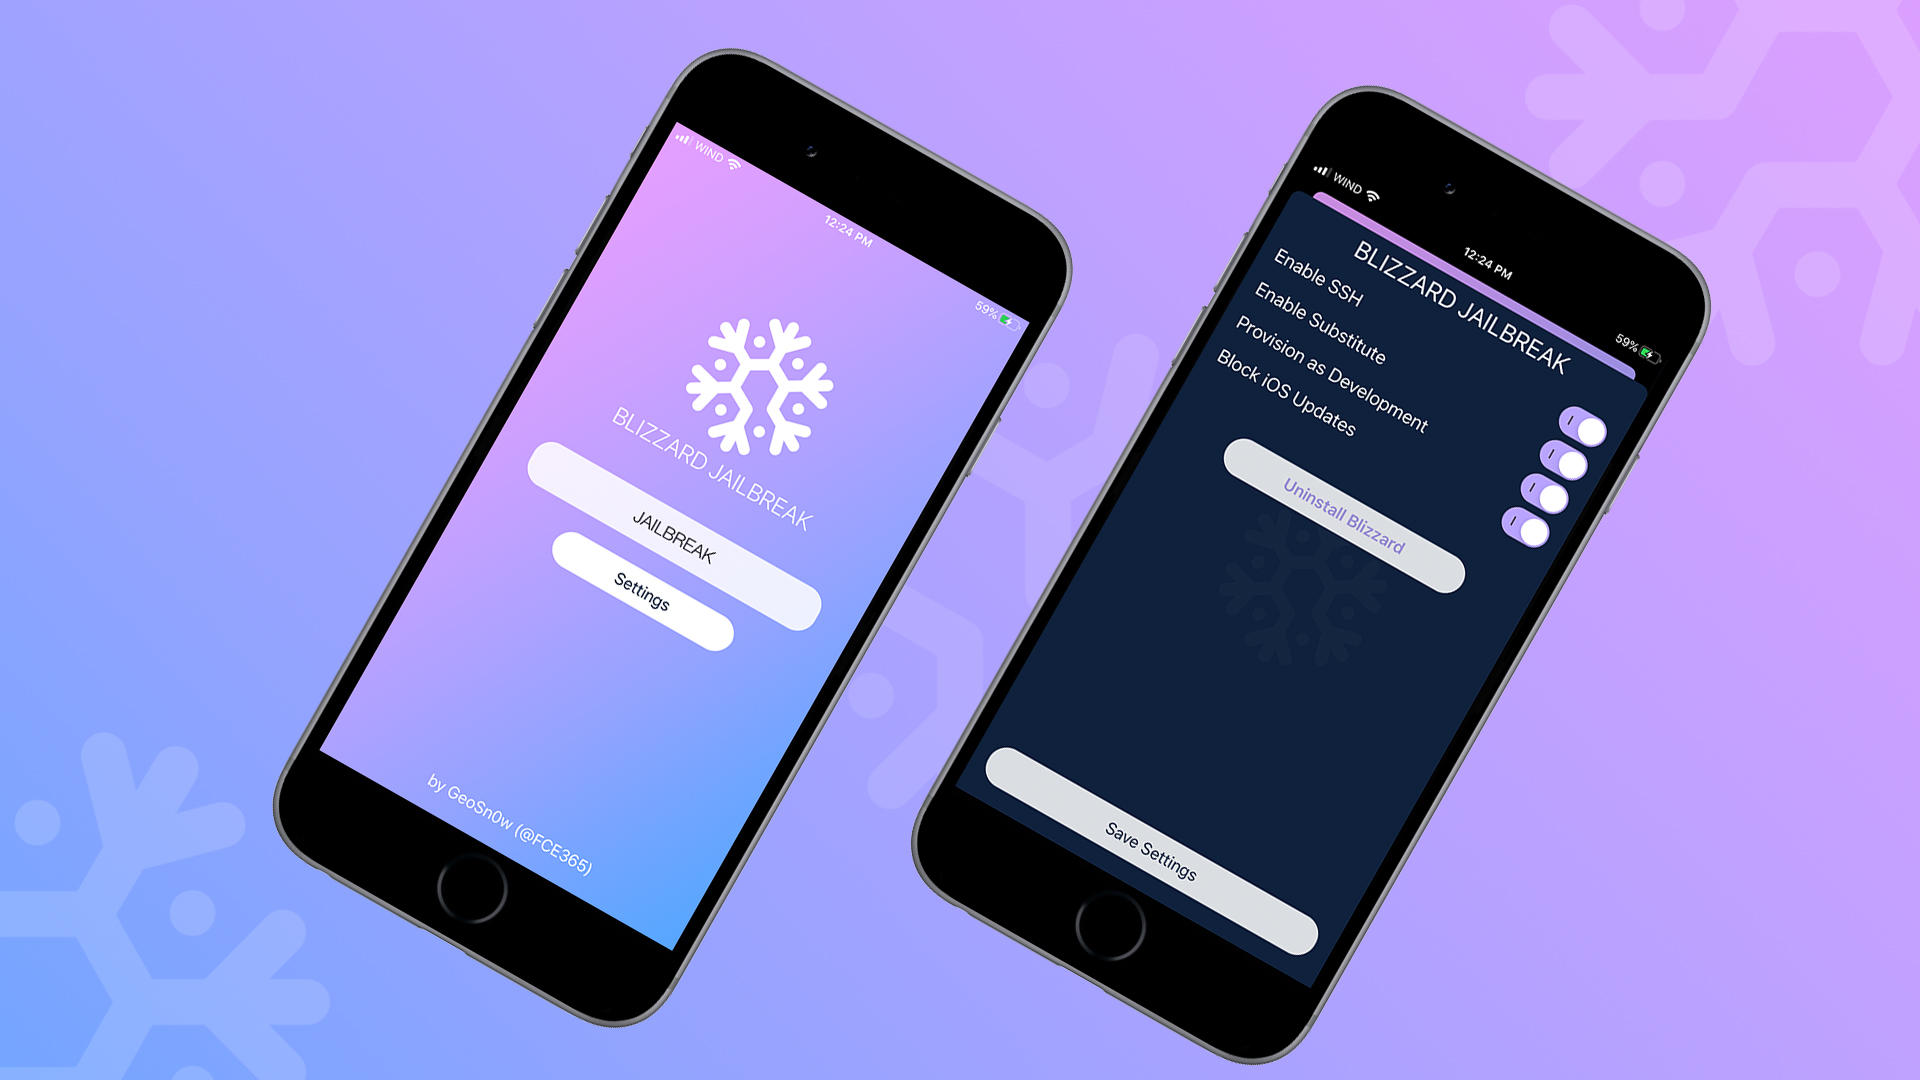 WIND
12:24 PM
59%
BLIZZARD JAILBREAK
JAILBREAK
Settings
by GeoSn0w (@FCE365)
WIND
12:24 PM
59%
BLIZZARD JAILBREAK
Enable SSH
Enable Substitute
Provision as Development
Block iOS Updates
Uninstall Blizzard
Save Settings